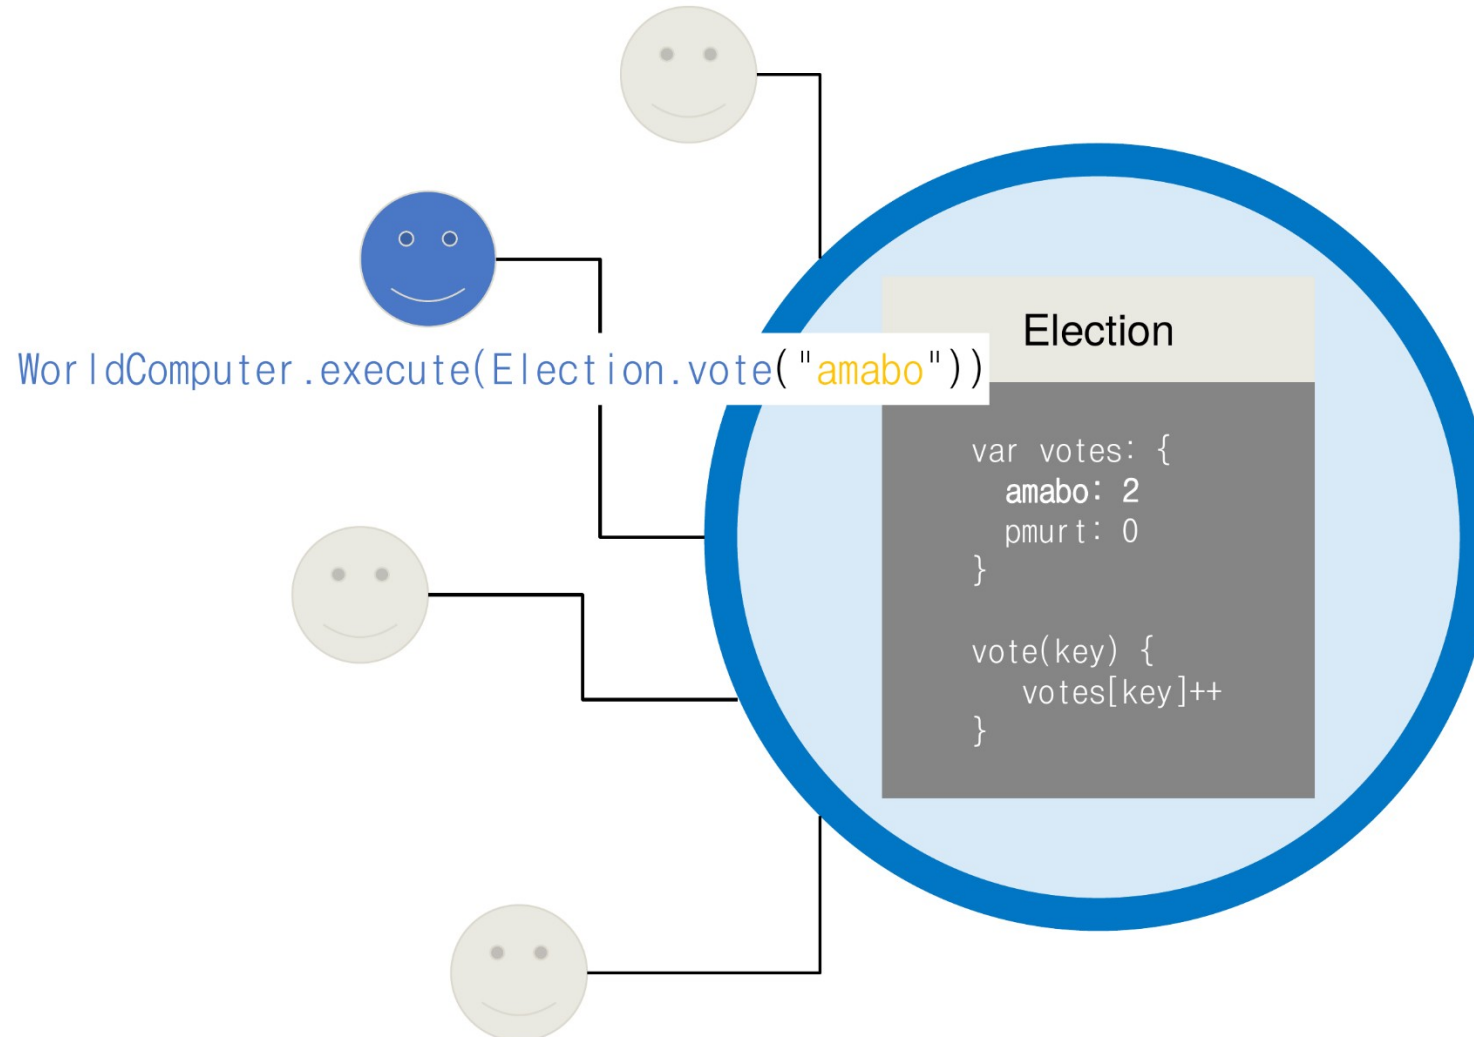 WorldComputer.execute(Election.vote("amabo"))
Election
var votes: {
amabo: 2
pmurt: 0
}
vote(key) {
votes[key]++
}